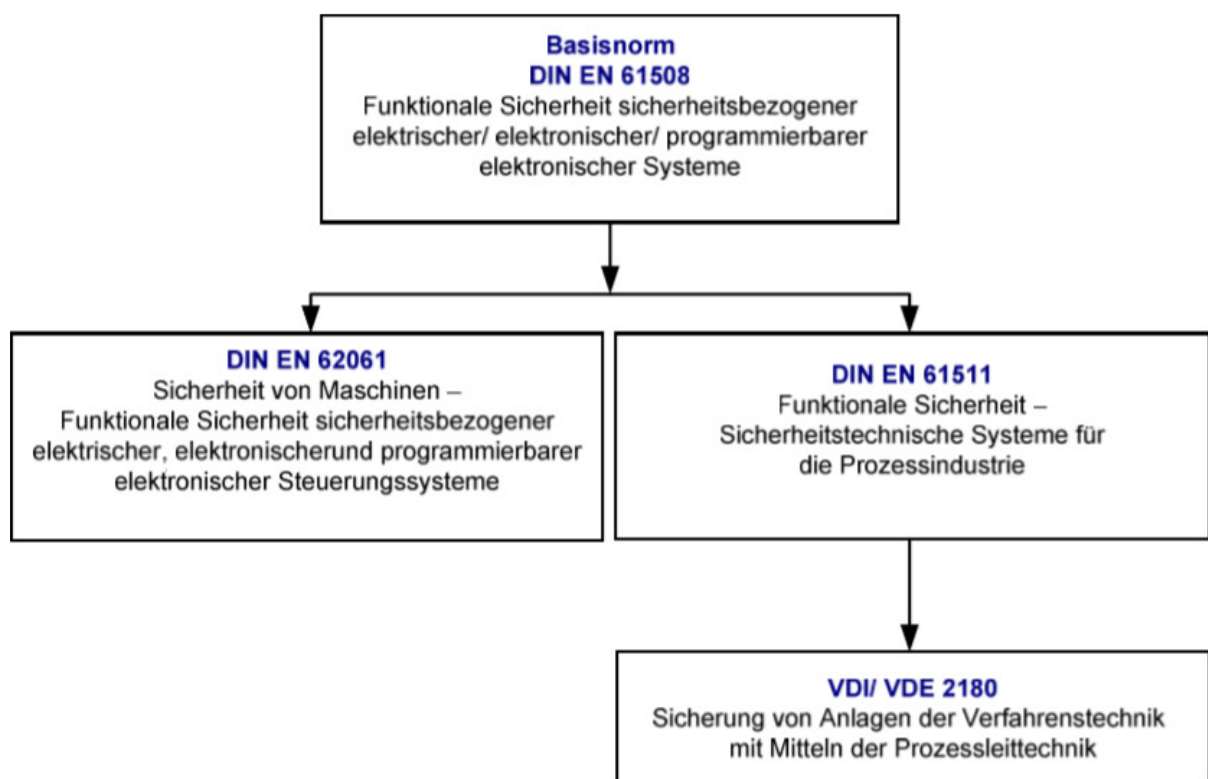 Basisnorm
DIN EN 61508
Funktionale Sicherheit sicherheitsbezogener
elektrischer/ elektronischer/ programmierbarer
elektronischer Systeme
DIN EN 62061
Sicherheit von Maschinen –
Funktionale Sicherheit sicherheitsbezogener
elektrischer, elektronischerund programmierbarer
elektronischer Steuerungssysteme
DIN EN 61511
Funktionale Sicherheit –
Sicherheitstechnische Systeme für
die Prozessindustrie
VDI/ VDE 2180
Sicherung von Anlagen der Verfahrenstechnik
mit Mitteln der Prozessleittechnik